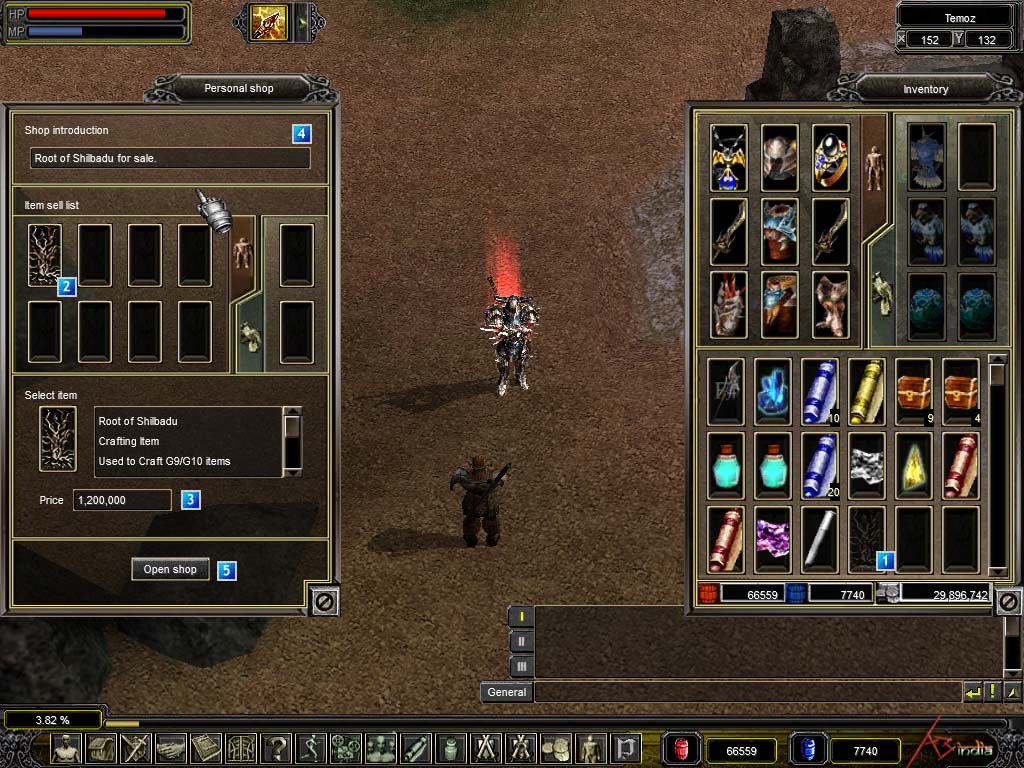 HP
MP
Temoz
X 152 Y 132
Personal shop
Inventory
Shop introduction
4
Root of Shilbadu for sale.
Item sell list
2
Select item
Root of Shilbadu
Crafting Item
Used to Craft G9/G10 items
Price 1,200,000 3
Open shop 5
10
9
4
20
1
66559 7740 29,896,742
I
II
III
General
!
3.82 %
?
66559 7740
A3india